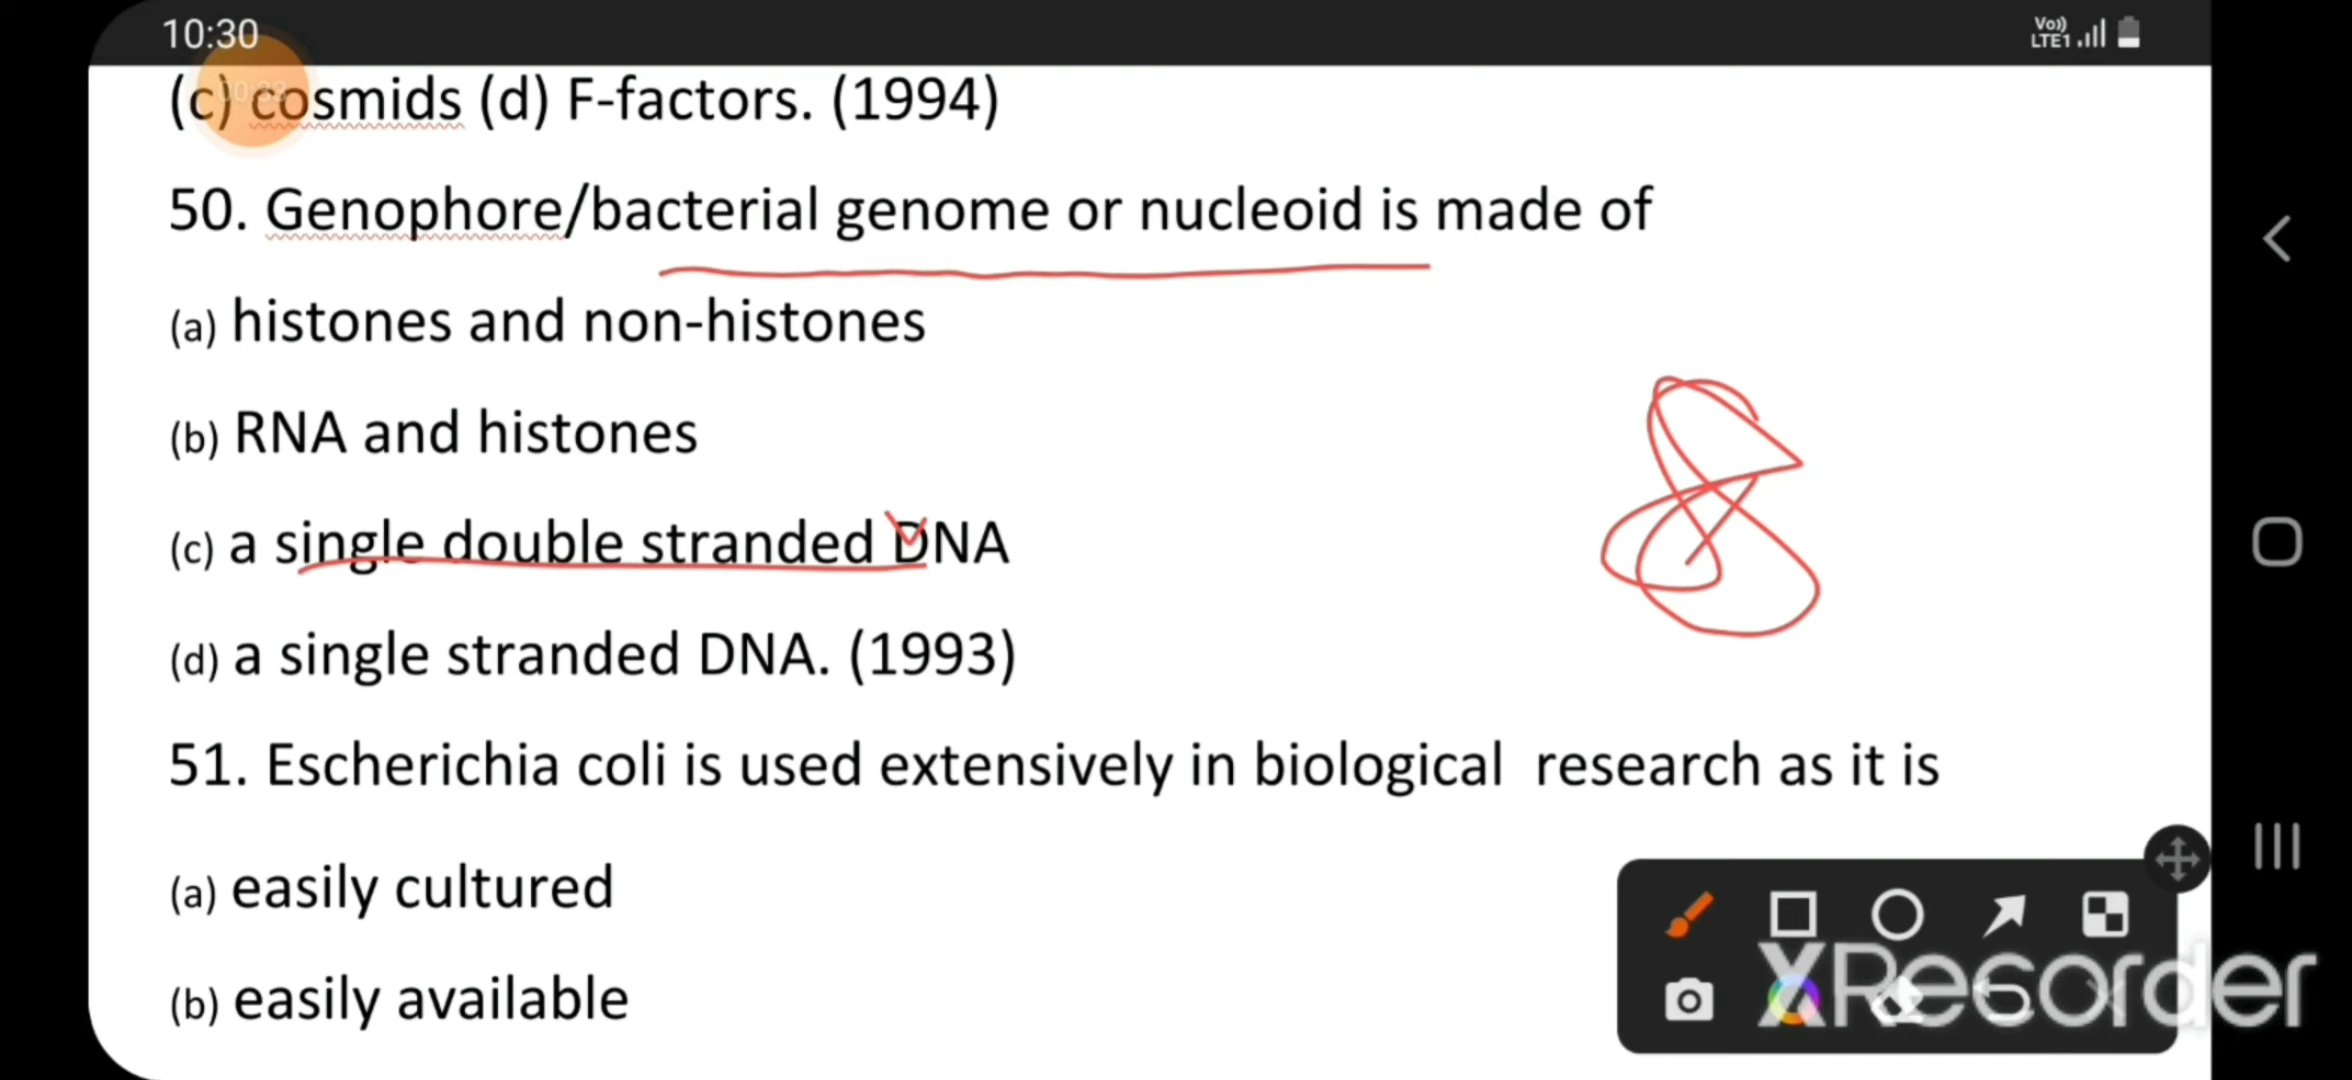 10:30
Vo)) LTE1
(c) cosmids (d) F-factors. (1994)
50. Genophore/bacterial genome or nucleoid is made of
(a) histones and non-histones
(b) RNA and histones
(c) a single double stranded DNA
(d) a single stranded DNA. (1993)
51. Escherichia coli is used extensively in biological research as it is
(a) easily cultured
(b) easily available
XRecorder